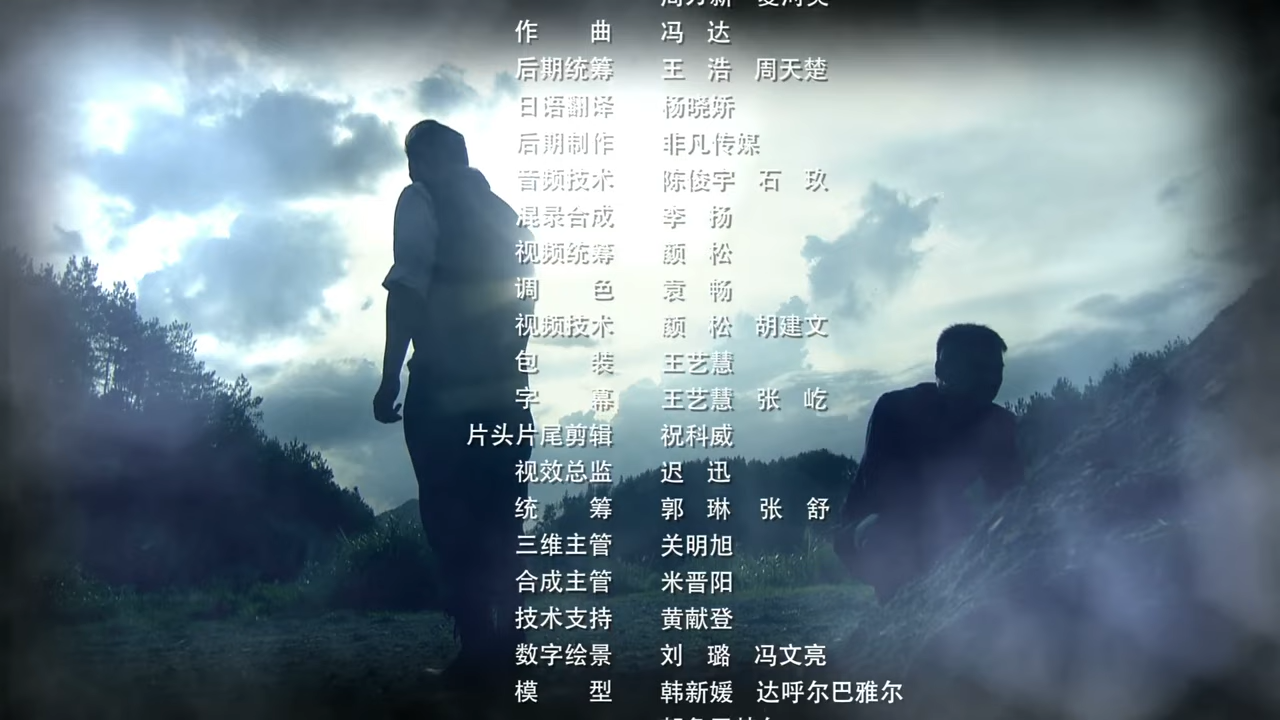 作曲 冯达
后期统筹 王浩 周天楚
日语翻译 杨晓娇
后期制作 非凡传媒
音频技术 陈俊宇 石玖
混录合成 李扬
视频统筹 颜松
调色 袁畅
视频技术 颜松 胡建文
包装 王艺慧
字幕 王艺慧 张屹
片头片尾剪辑 祝科威
视效总监 迟迅
统筹 郭琳 张舒
三维主管 关明旭
合成主管 米晋阳
技术支持 黄献登
数字绘景 刘璐 冯文亮
模型 韩新媛 达呼尔巴雅尔